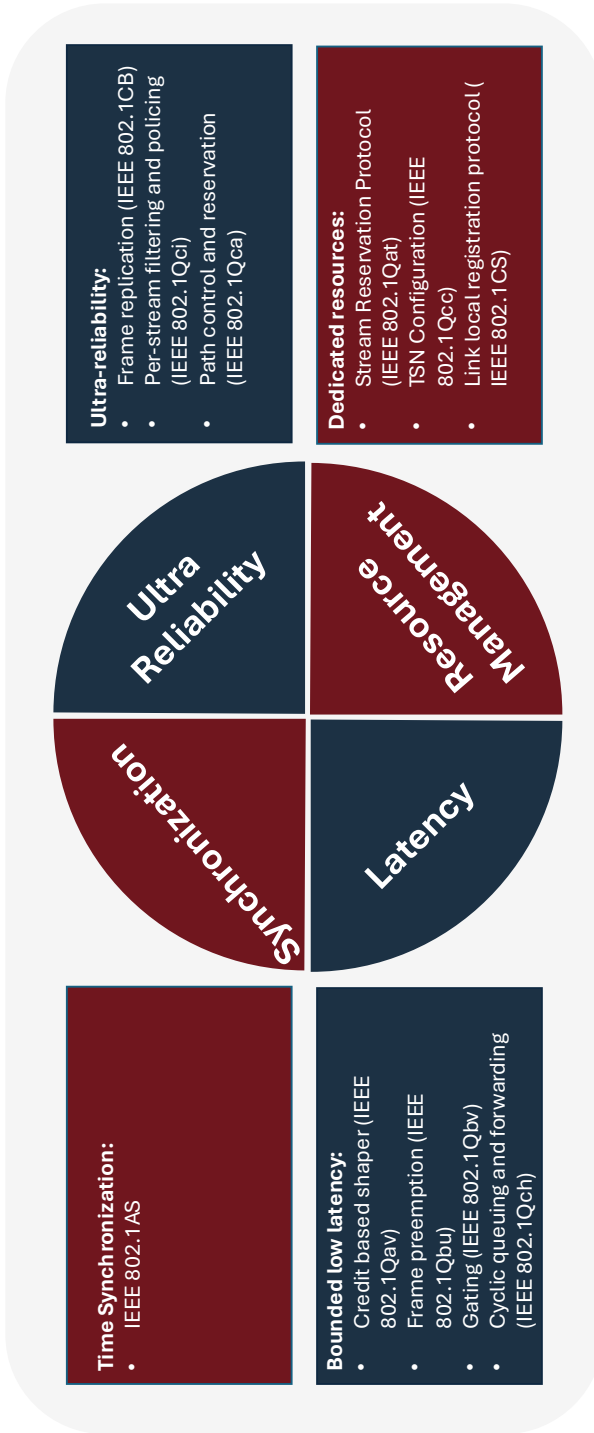 Time Synchronization:
• IEEE 802.1AS
Synchronization
Ultra
Reliability
Ultra-reliability:
• Frame replication (IEEE 802.1CB)
• Per-stream filtering and policing
(IEEE 802.1Qci)
• Path control and reservation
(IEEE 802.1Qca)
Bounded low latency:
• Credit based shaper (IEEE
802.1Qav)
• Frame preemption (IEEE
802.1Qbu)
• Gating (IEEE 802.1Qbv)
• Cyclic queuing and forwarding
(IEEE 802.1Qch)
Latency
Resource
Management
Dedicated resources:
• Stream Reservation Protocol
(IEEE 802.1Qat)
• TSN Configuration (IEEE
802.1Qcc)
• Link local registration protocol (
IEEE 802.1CS)